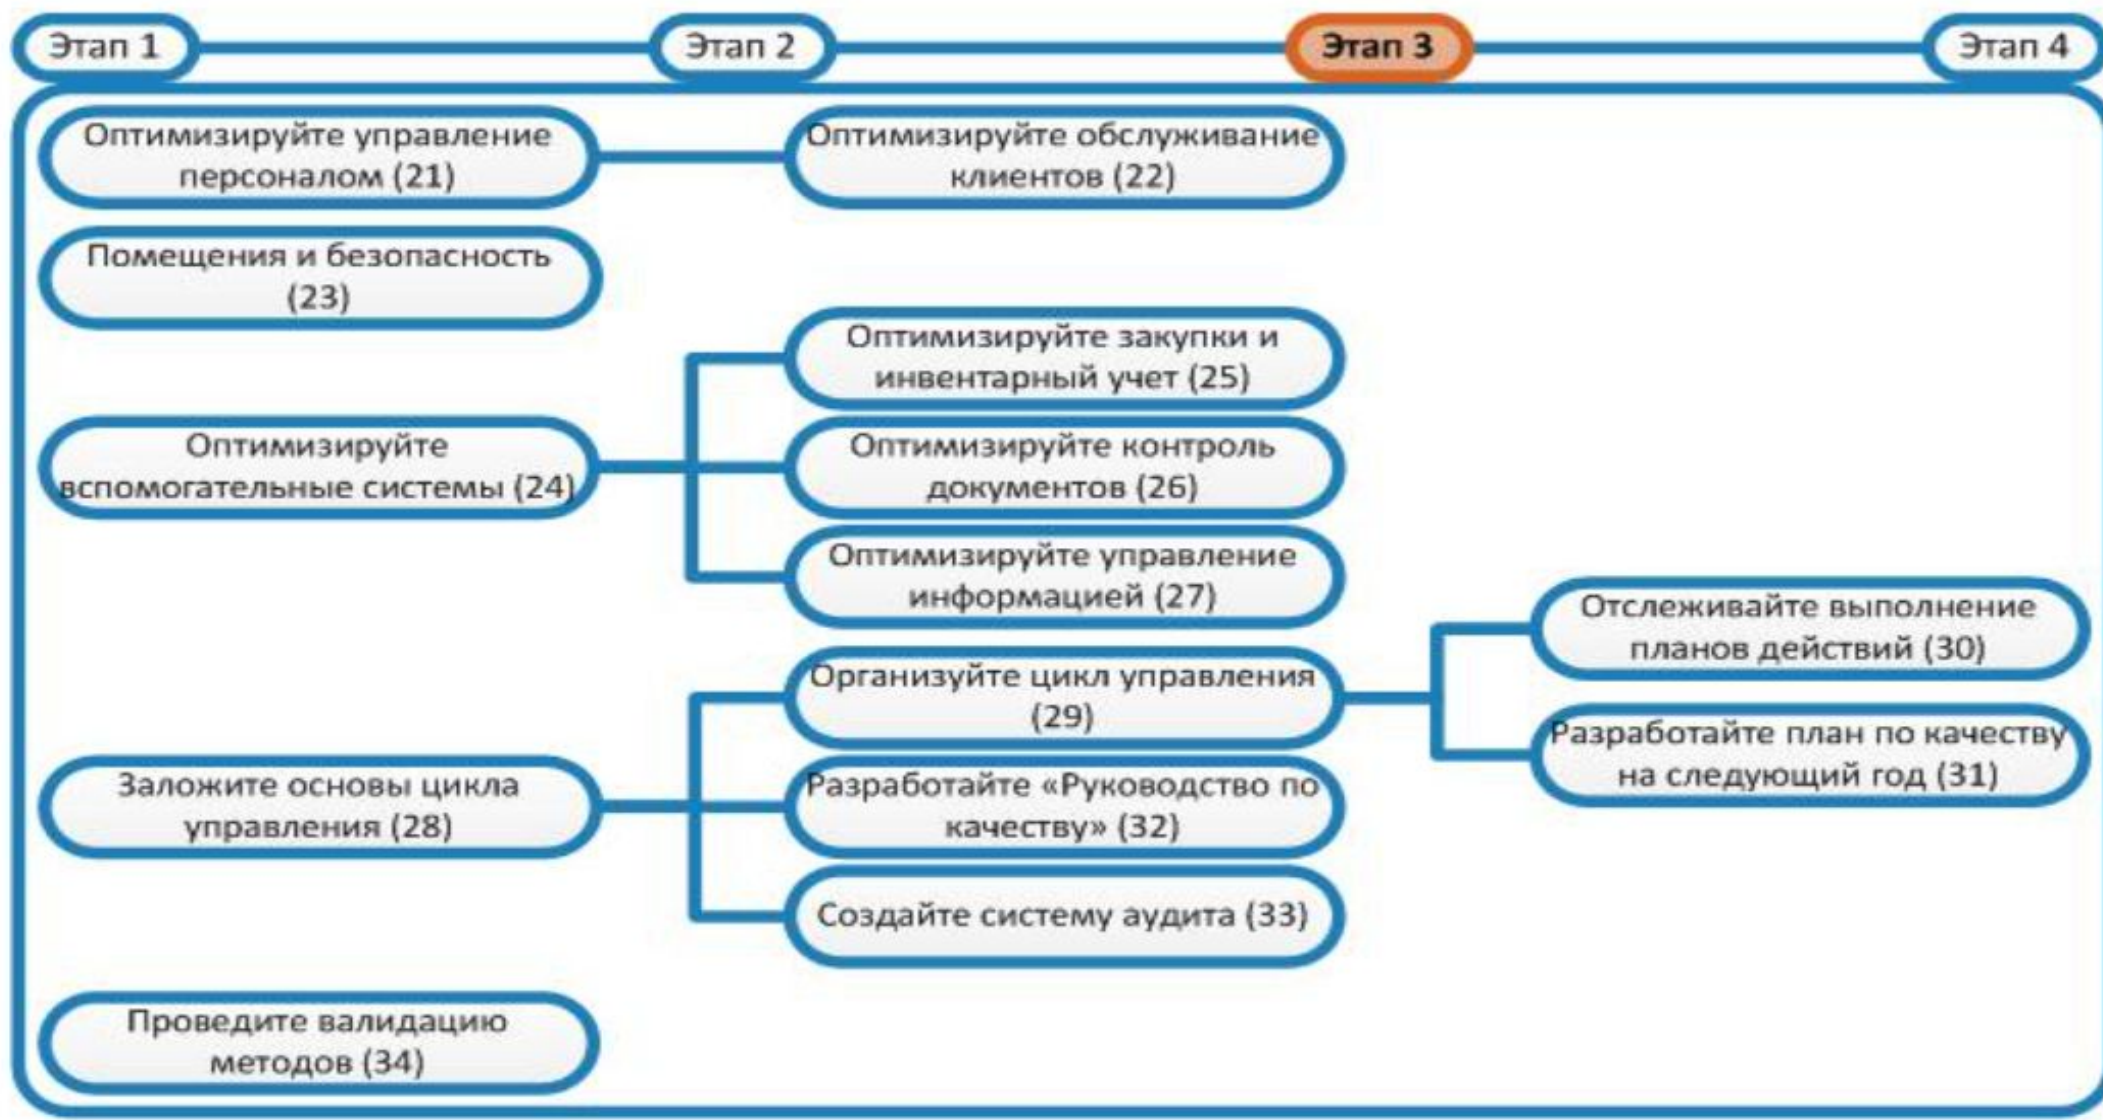 Этап 1
Этап 2
Этап 3
Этап 4
Оптимизируйте управление
персоналом (21)
Оптимизируйте обслуживание
клиентов (22)
Помещения и безопасность
(23)
Оптимизируйте закупки и
инвентарный учет (25)
Оптимизируйте
вспомогательные системы (24)
Оптимизируйте контроль
документов (26)
Оптимизируйте управление
информацией (27)
Отслеживайте выполнение
планов действий (30)
Организуйте цикл управления
(29)
Разработайте план по качеству
на следующий год (31)
Заложите основы цикла
управления (28)
Разработайте «Руководство по
качеству» (32)
Создайте систему аудита (33)
Проведите валидацию
методов (34)